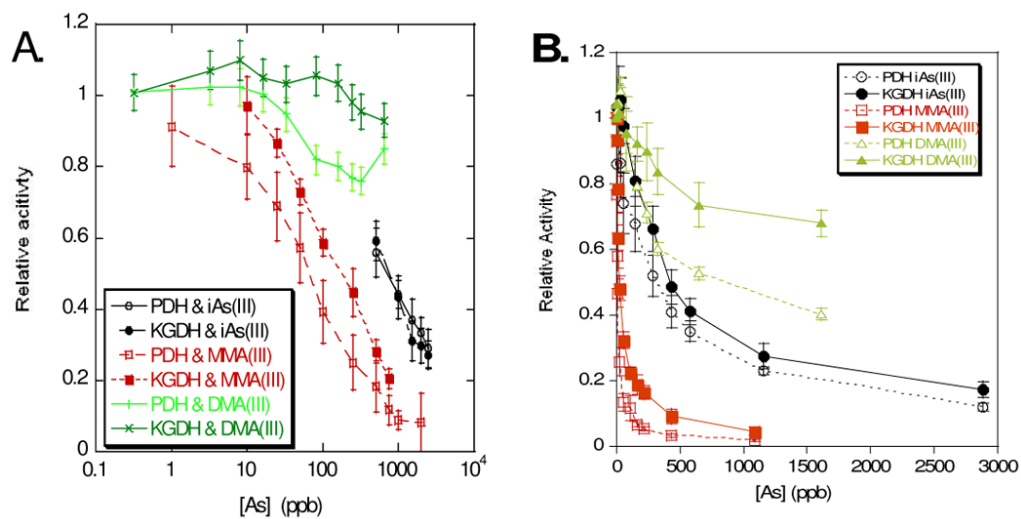 A.
1.2
1
0.8
0.6
0.4
0.2
0
Relative acitivty
PDH & iAs(III)
KGDH & iAs(III)
PDH & MMA(III)
KGDH & MMA(III)
PDH & DMA(III)
KGDH & DMA(III)
0.1 1 10 100 1000 10⁴
[As] (ppb)
B.
1.2
1
0.8
0.6
0.4
0.2
0
Relative Activity
PDH iAs(III)
KGDH iAs(III)
PDH MMA(III)
KGDH MMA(III)
PDH DMA(III)
KGDH DMA(III)
0 500 1000 1500 2000 2500 3000
[As] (ppb)